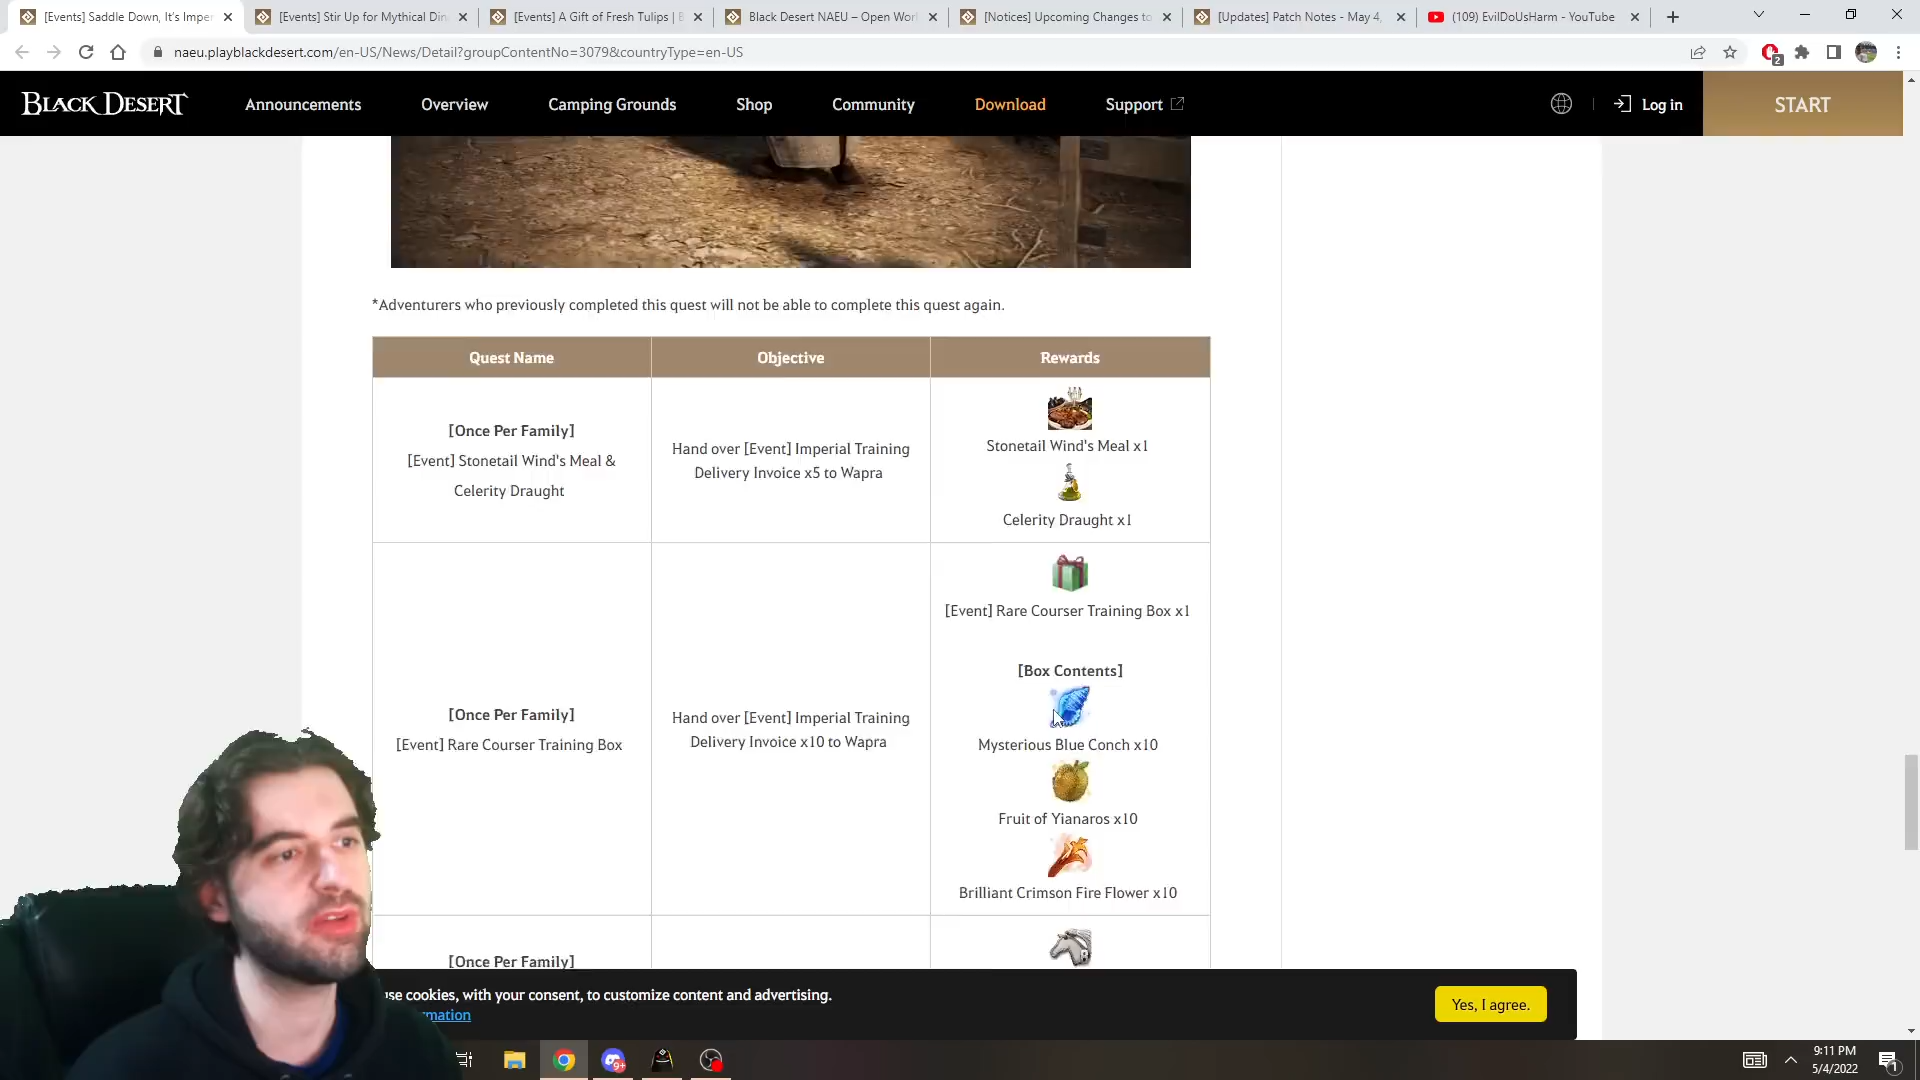 [Events] Saddle Down, It's Imper
[Events] Stir Up for Mythical Din
[Events] A Gift of Fresh Tulips | B
Black Desert NAEU – Open Worl
[Notices] Upcoming Changes to
[Updates] Patch Notes - May 4,
(109) EvilDoUsHarm - YouTube
naeu.playblackdesert.com/en-US/News/Detail?groupContentNo=3079&countryType=en-US
2
BLACK DESERT
Announcements
Overview
Camping Grounds
Shop
Community
Download
Support
Log in
START
*Adventurers who previously completed this quest will not be able to complete this quest again.
Quest Name
Objective
Rewards
[Once Per Family]
[Event] Stonetail Wind's Meal &
Celerity Draught
Hand over [Event] Imperial Training
Delivery Invoice x5 to Wapra
Stonetail Wind's Meal x1
Celerity Draught x1
[Once Per Family]
[Event] Rare Courser Training Box
Hand over [Event] Imperial Training
Delivery Invoice x10 to Wapra
[Event] Rare Courser Training Box x1
[Box Contents]
Mysterious Blue Conch x10
Fruit of Yianaros x10
Brilliant Crimson Fire Flower x10
[Once Per Family]
8
use cookies, with your consent, to customize content and advertising.
rmation
Yes, I agree.
9+
9:11 PM
5/4/2022
1